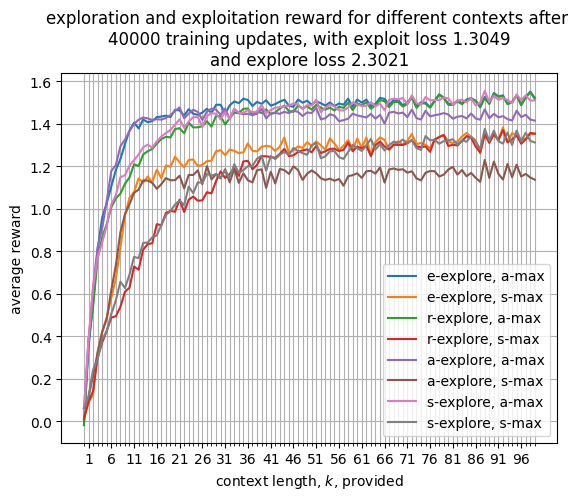 exploration and exploitation reward for different contexts after
40000 training updates, with exploit loss 1.3049
and explore loss 2.3021
1.6
1.4
1.2
1.0
0.8
0.6
0.4
0.2
0.0
average reward
e-explore, a-max
e-explore, s-max
r-explore, a-max
r-explore, s-max
a-explore, a-max
a-explore, s-max
s-explore, a-max
s-explore, s-max
1 6 11 16 21 26 31 36 41 46 51 56 61 66 71 76 81 86 91 96
context length, k, provided